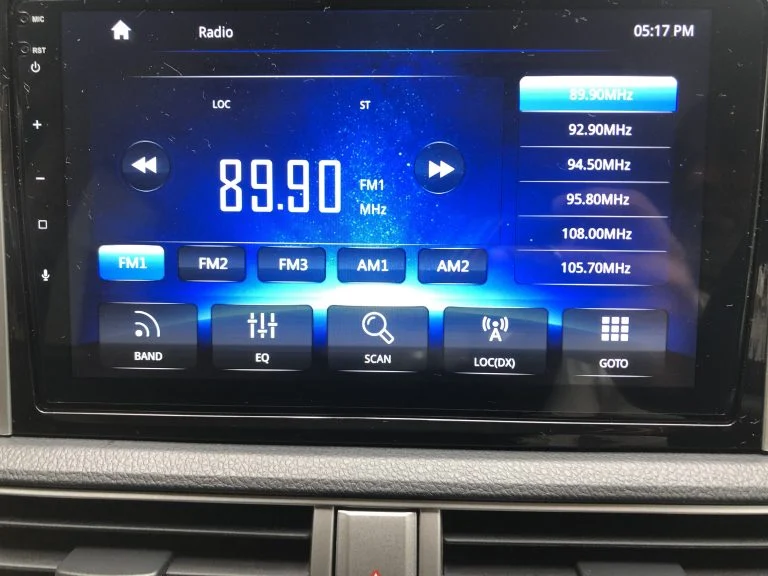 MIC
RST
Radio
05:17 PM
LOC
ST
89.90
FM1
MHz
89.90MHz
92.90MHz
94.50MHz
95.80MHz
108.00MHz
105.70MHz
FM1
FM2
FM3
AM1
AM2
BAND
EQ
SCAN
LOC(DX)
GOTO